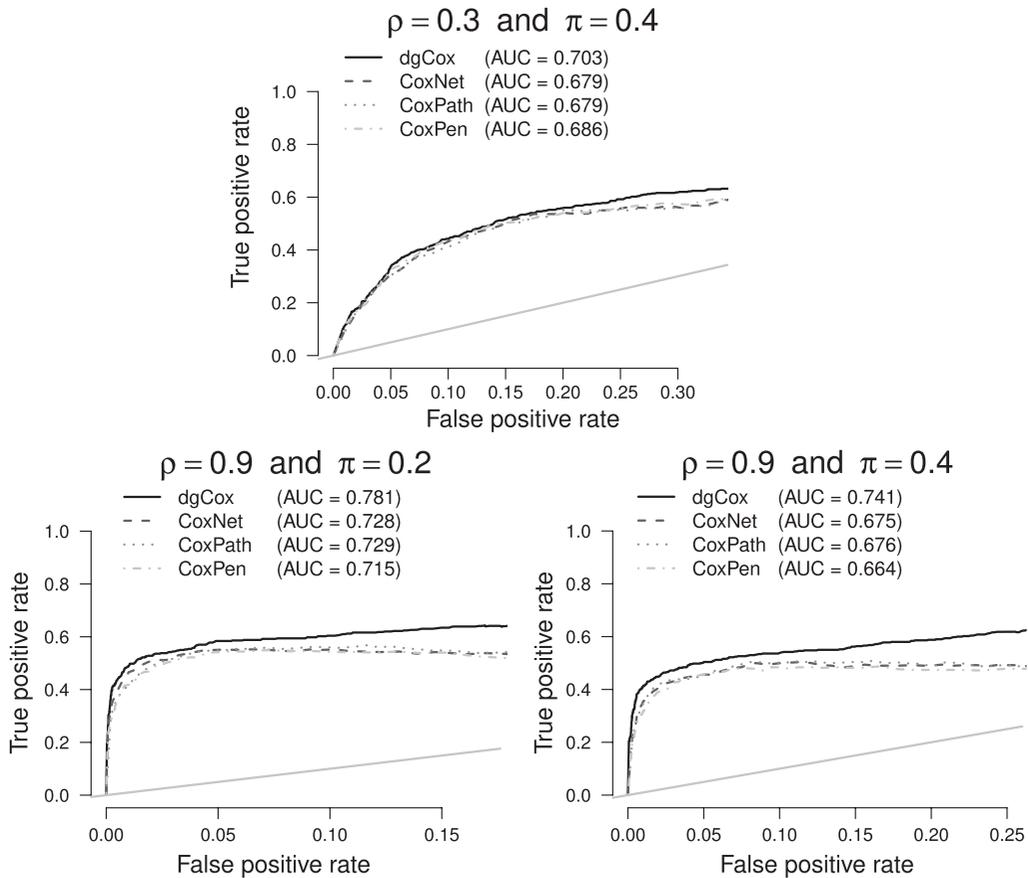 ρ = 0.3 and π = 0.4
dgCox (AUC = 0.703)
CoxNet (AUC = 0.679)
CoxPath (AUC = 0.679)
CoxPen (AUC = 0.686)
True positive rate
1.0
0.8
0.6
0.4
0.2
0.0
0.00 0.05 0.10 0.15 0.20 0.25 0.30
False positive rate
ρ = 0.9 and π = 0.2
dgCox (AUC = 0.781)
CoxNet (AUC = 0.728)
CoxPath (AUC = 0.729)
CoxPen (AUC = 0.715)
True positive rate
1.0
0.8
0.6
0.4
0.2
0.0
0.00 0.05 0.10 0.15
False positive rate
ρ = 0.9 and π = 0.4
dgCox (AUC = 0.741)
CoxNet (AUC = 0.675)
CoxPath (AUC = 0.676)
CoxPen (AUC = 0.664)
True positive rate
1.0
0.8
0.6
0.4
0.2
0.0
0.00 0.05 0.10 0.15 0.20 0.25
False positive rate